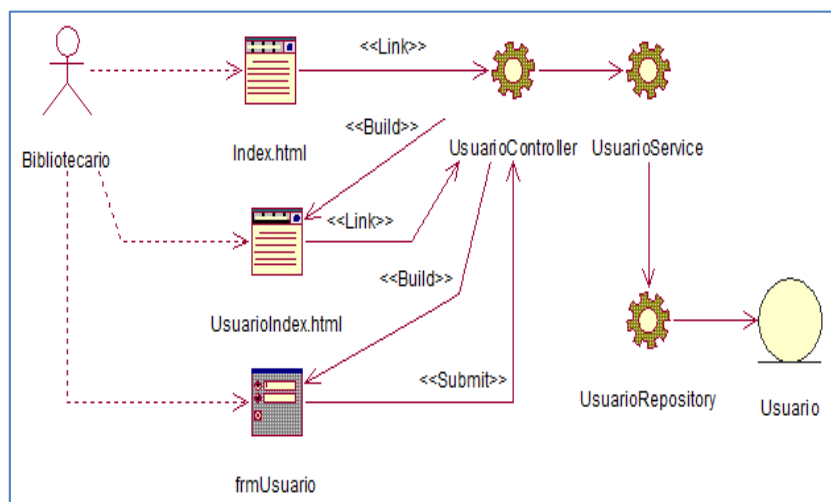 <<Link>>
<<Build>>
Bibliotecario
Index.html
UsuarioController
UsuarioService
<<Link>>
<<Build>>
UsuarioIndex.html
<<Submit>>
UsuarioRepository
Usuario
frmUsuario